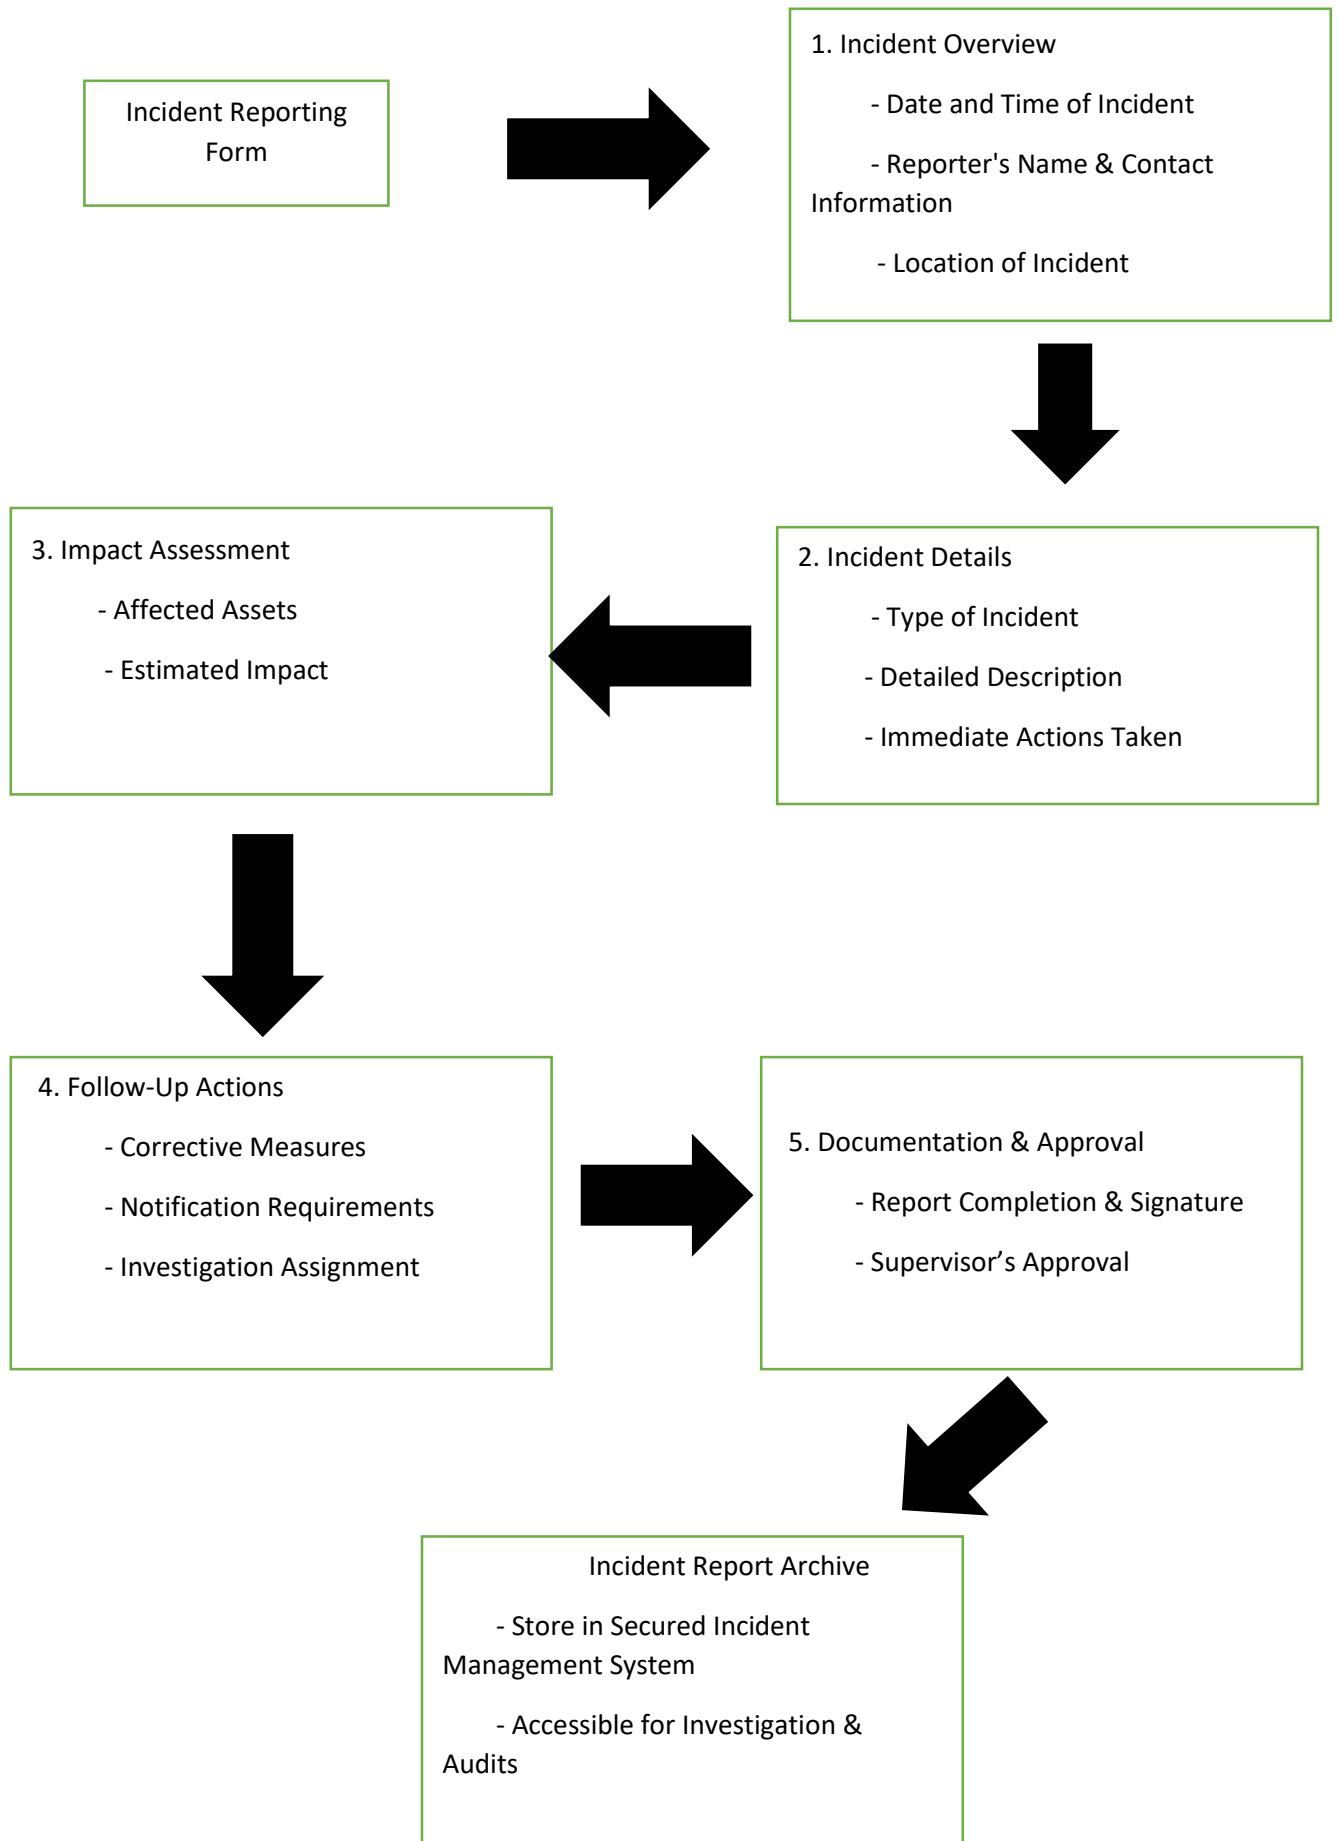 Incident Reporting
Form
1. Incident Overview
- Date and Time of Incident
- Reporter's Name & Contact
Information
- Location of Incident
2. Incident Details
- Type of Incident
- Detailed Description
- Immediate Actions Taken
3. Impact Assessment
- Affected Assets
- Estimated Impact
4. Follow-Up Actions
- Corrective Measures
- Notification Requirements
- Investigation Assignment
5. Documentation & Approval
- Report Completion & Signature
- Supervisor’s Approval
Incident Report Archive
- Store in Secured Incident
Management System
- Accessible for Investigation &
Audits